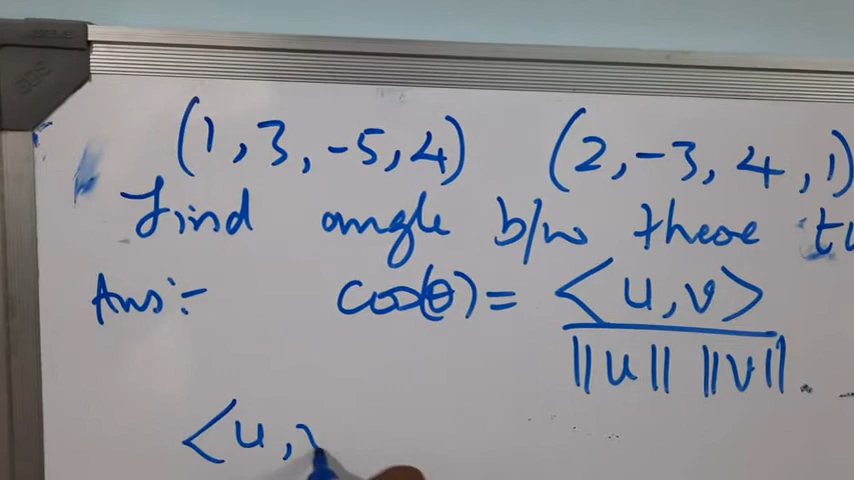 (1, 3, -5, 4) (2, -3, 4, 1)
Find angle b/w these
Ans:- cos(θ) = <u, v>
||u|| ||v||
<u,